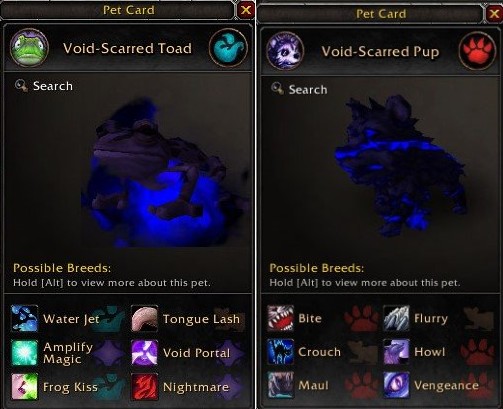 Pet Card
Void-Scarred Toad
Search
Possible Breeds:
Hold [Alt] to view more about this pet.
Water Jet
Tongue Lash
Amplify
Magic
Void Portal
Frog Kiss
Nightmare
Pet Card
Void-Scarred Pup
Search
Possible Breeds:
Hold [Alt] to view more about this pet.
Bite
Flurry
Crouch
Howl
Maul
Vengeance